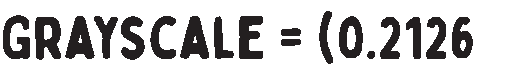 GRAYSCALE = (0.2126